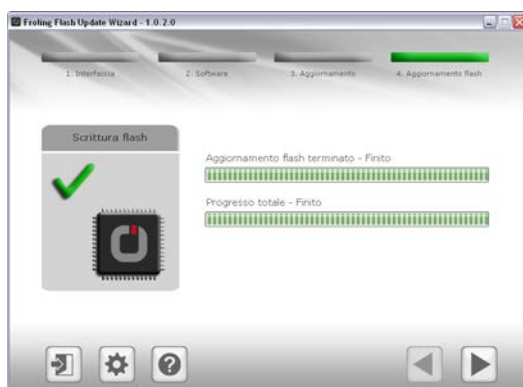 Froling Flash Update Wizard - 1.0.2.0
1. Interfaccia
2. Software
3. Aggiornamento
4. Aggiornamento flash
Scrittura flash
Aggiornamento flash terminato - Finito
Progresso totale - Finito